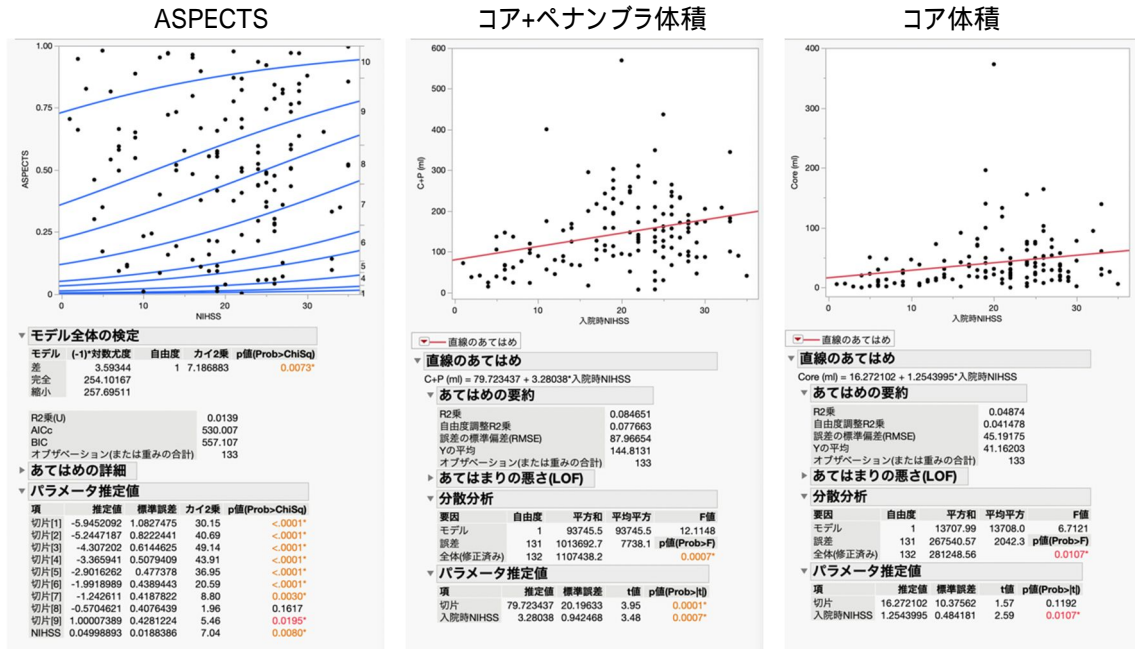 ASPECTS
コア+ペナンブラ体積
コア体積
1.00
0.75
0.50
0.25
0
ASPECTS
10
9
8
7
6
5
4
1
0
10
20
30
NIHSS
モデル全体の検定
モデル (-1)*対数尤度 自由度 カイ2乗 p値(Prob>ChiSq)
差 3.59344 1 7.186883 0.0073*
完全 254.10167
縮小 257.69511
R2乗(U) 0.0139
AICc 530.007
BIC 557.107
オブザベーション(または重みの合計) 133
あてはめの詳細
パラメータ推定値
項 推定値 標準誤差 カイ2乗 p値(Prob>ChiSq)
切片[1] -5.9452092 1.0827475 30.15 <.0001*
切片[2] -5.2447187 0.8222441 40.69 <.0001*
切片[3] -4.307202 0.6144625 49.14 <.0001*
切片[4] -3.365941 0.5079409 43.91 <.0001*
切片[5] -2.9016262 0.477378 36.95 <.0001*
切片[6] -1.9918989 0.4389443 20.59 <.0001*
切片[7] -1.242611 0.4187822 8.80 0.0030*
切片[8] -0.5704621 0.4076439 1.96 0.1617
切片[9] 1.00007389 0.4281224 5.46 0.0195*
NIHSS 0.04998893 0.0188386 7.04 0.0080*
600
500
400
300
200
100
0
C+P (ml)
0
10
20
30
入院時NIHSS
直線のあてはめ
直線のあてはめ
C+P (ml) = 79.723437 + 3.28038*入院時NIHSS
あてはめの要約
R2乗 0.084651
自由度調整R2乗 0.077663
誤差の標準偏差(RMSE) 87.96654
Yの平均 144.8131
オブザベーション(または重みの合計) 133
あてはまりの悪さ(LOF)
分散分析
要因 自由度 平方和 平均平方 F値
モデル 1 93745.5 93745.5 12.1148
誤差 131 1013692.7 7738.1 p値(Prob>F)
全体(修正済み) 132 1107438.2 0.0007*
パラメータ推定値
項 推定値 標準誤差 t値 p値(Prob>|t|)
切片 79.723437 20.19633 3.95 0.0001*
入院時NIHSS 3.28038 0.942468 3.48 0.0007*
400
300
200
100
0
Core (ml)
0
10
20
30
入院時NIHSS
直線のあてはめ
直線のあてはめ
Core (ml) = 16.272102 + 1.2543995*入院時NIHSS
あてはめの要約
R2乗 0.04874
自由度調整R2乗 0.041478
誤差の標準偏差(RMSE) 45.19175
Yの平均 41.16203
オブザベーション(または重みの合計) 133
あてはまりの悪さ(LOF)
分散分析
要因 自由度 平方和 平均平方 F値
モデル 1 13707.99 13708.0 6.7121
誤差 131 267540.57 2042.3 p値(Prob>F)
全体(修正済み) 132 281248.56 0.0107*
パラメータ推定値
項 推定値 標準誤差 t値 p値(Prob>|t|)
切片 16.272102 10.37562 1.57 0.1192
入院時NIHSS 1.2543995 0.484181 2.59 0.0107*